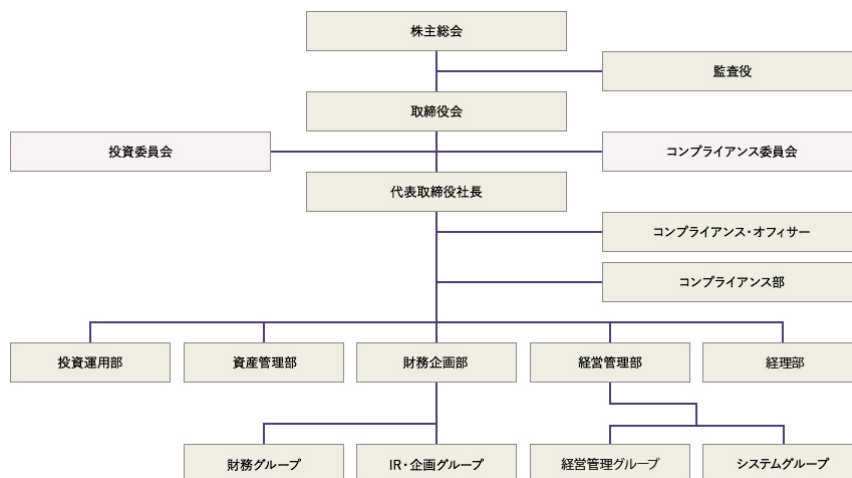 株主総会
監査役
取締役会
投資委員会
コンプライアンス委員会
代表取締役社長
コンプライアンス・オフィサー
コンプライアンス部
投資運用部
資産管理部
財務企画部
経営管理部
経理部
財務グループ
IR・企画グループ
経営管理グループ
システムグループ